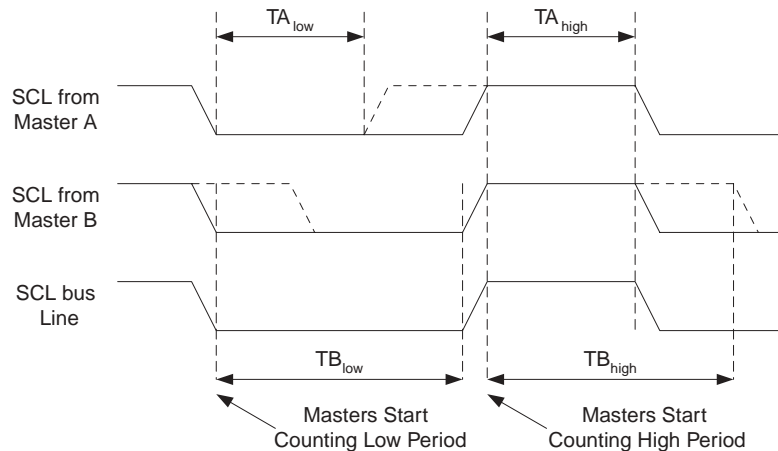 TA low
TA high
SCL from
Master A
SCL from
Master B
SCL bus
Line
TB low
TB high
Masters Start
Counting Low Period
Masters Start
Counting High Period